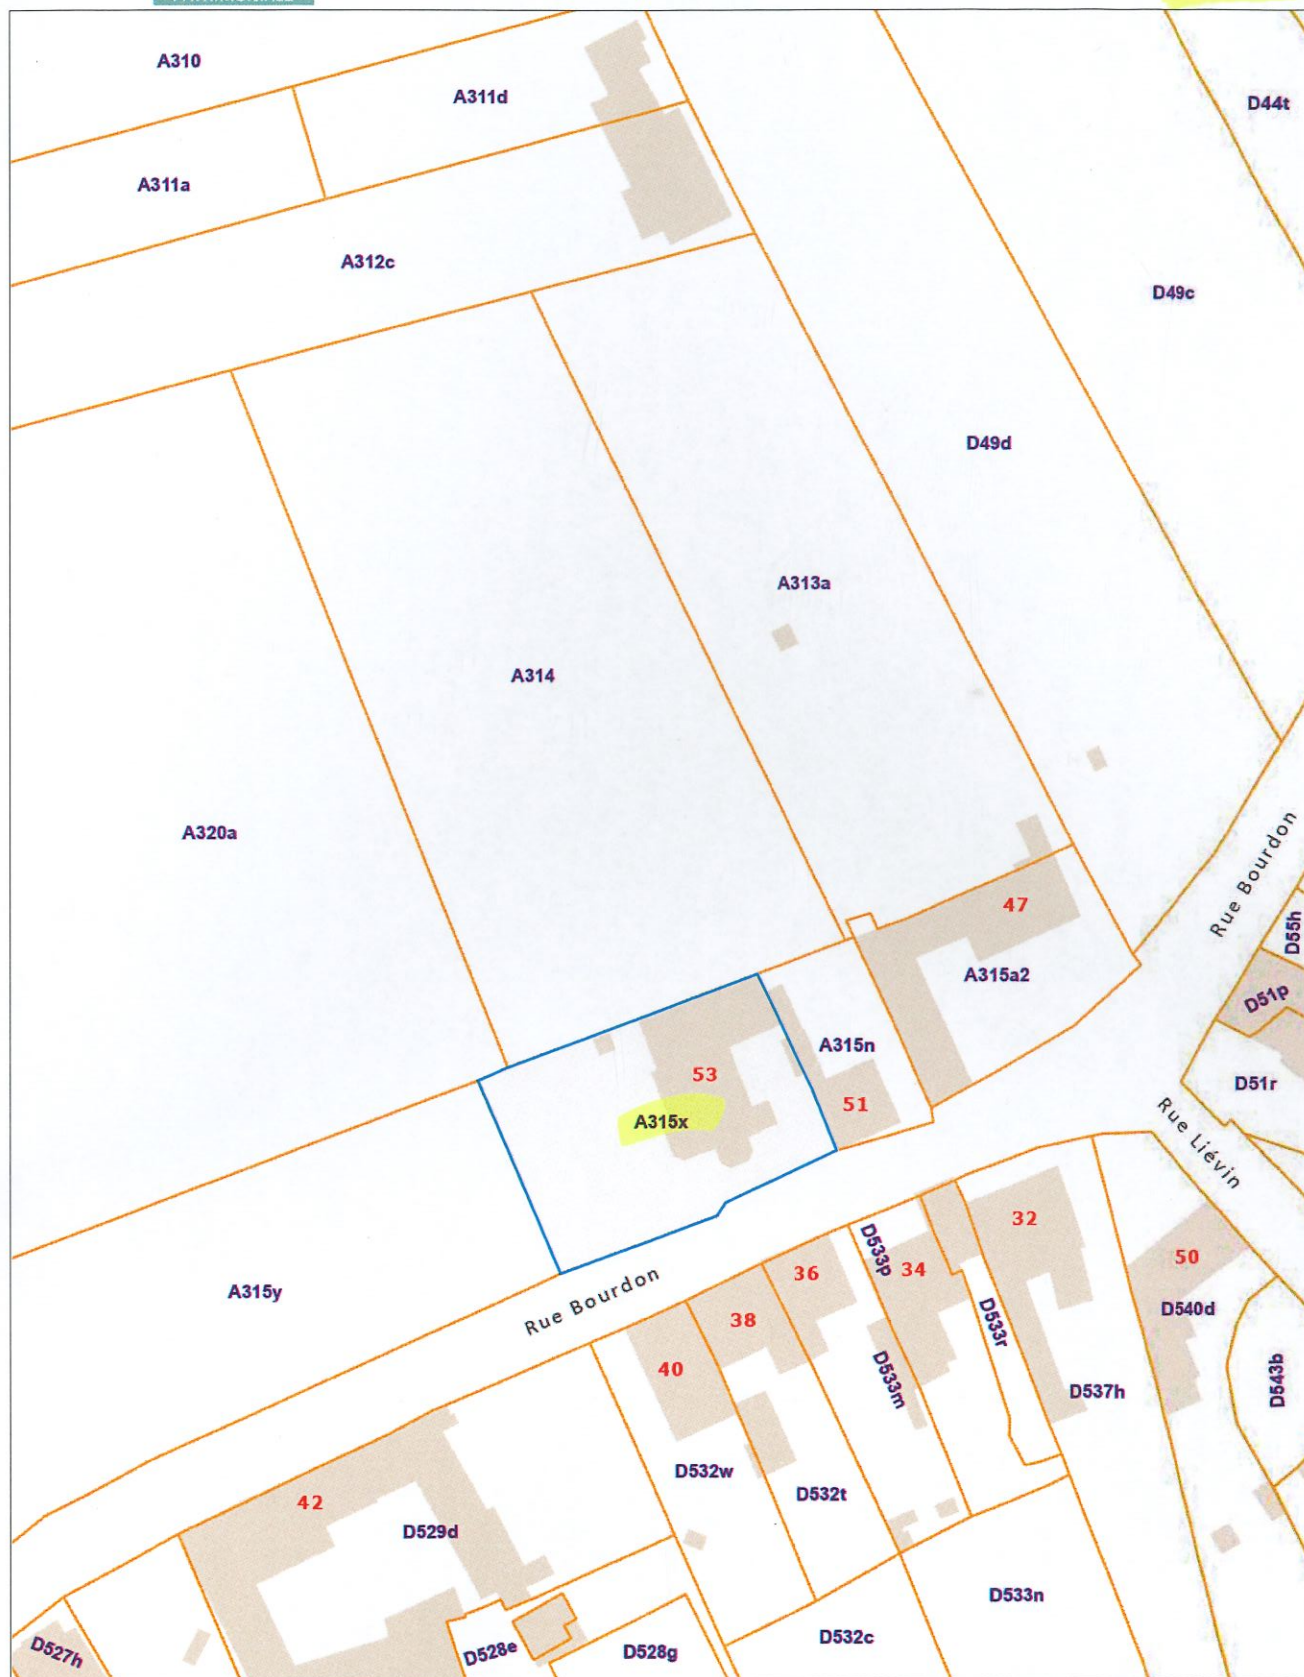 A310
A311d
D44t
A311a
A312c
D49c
D49d
A313a
A314
A320a
Rue Bourdon
47
D55h
A315a2
D51p
A315n
53
D51r
51
A315x
Rue Liévin
32
D533p
34
50
36
A315y
Rue Bourdon
D540d
38
D533r
40
D533m
D543b
D537h
D532w
D532t
42
D529d
D533n
D532c
D527h
D528e
D528g